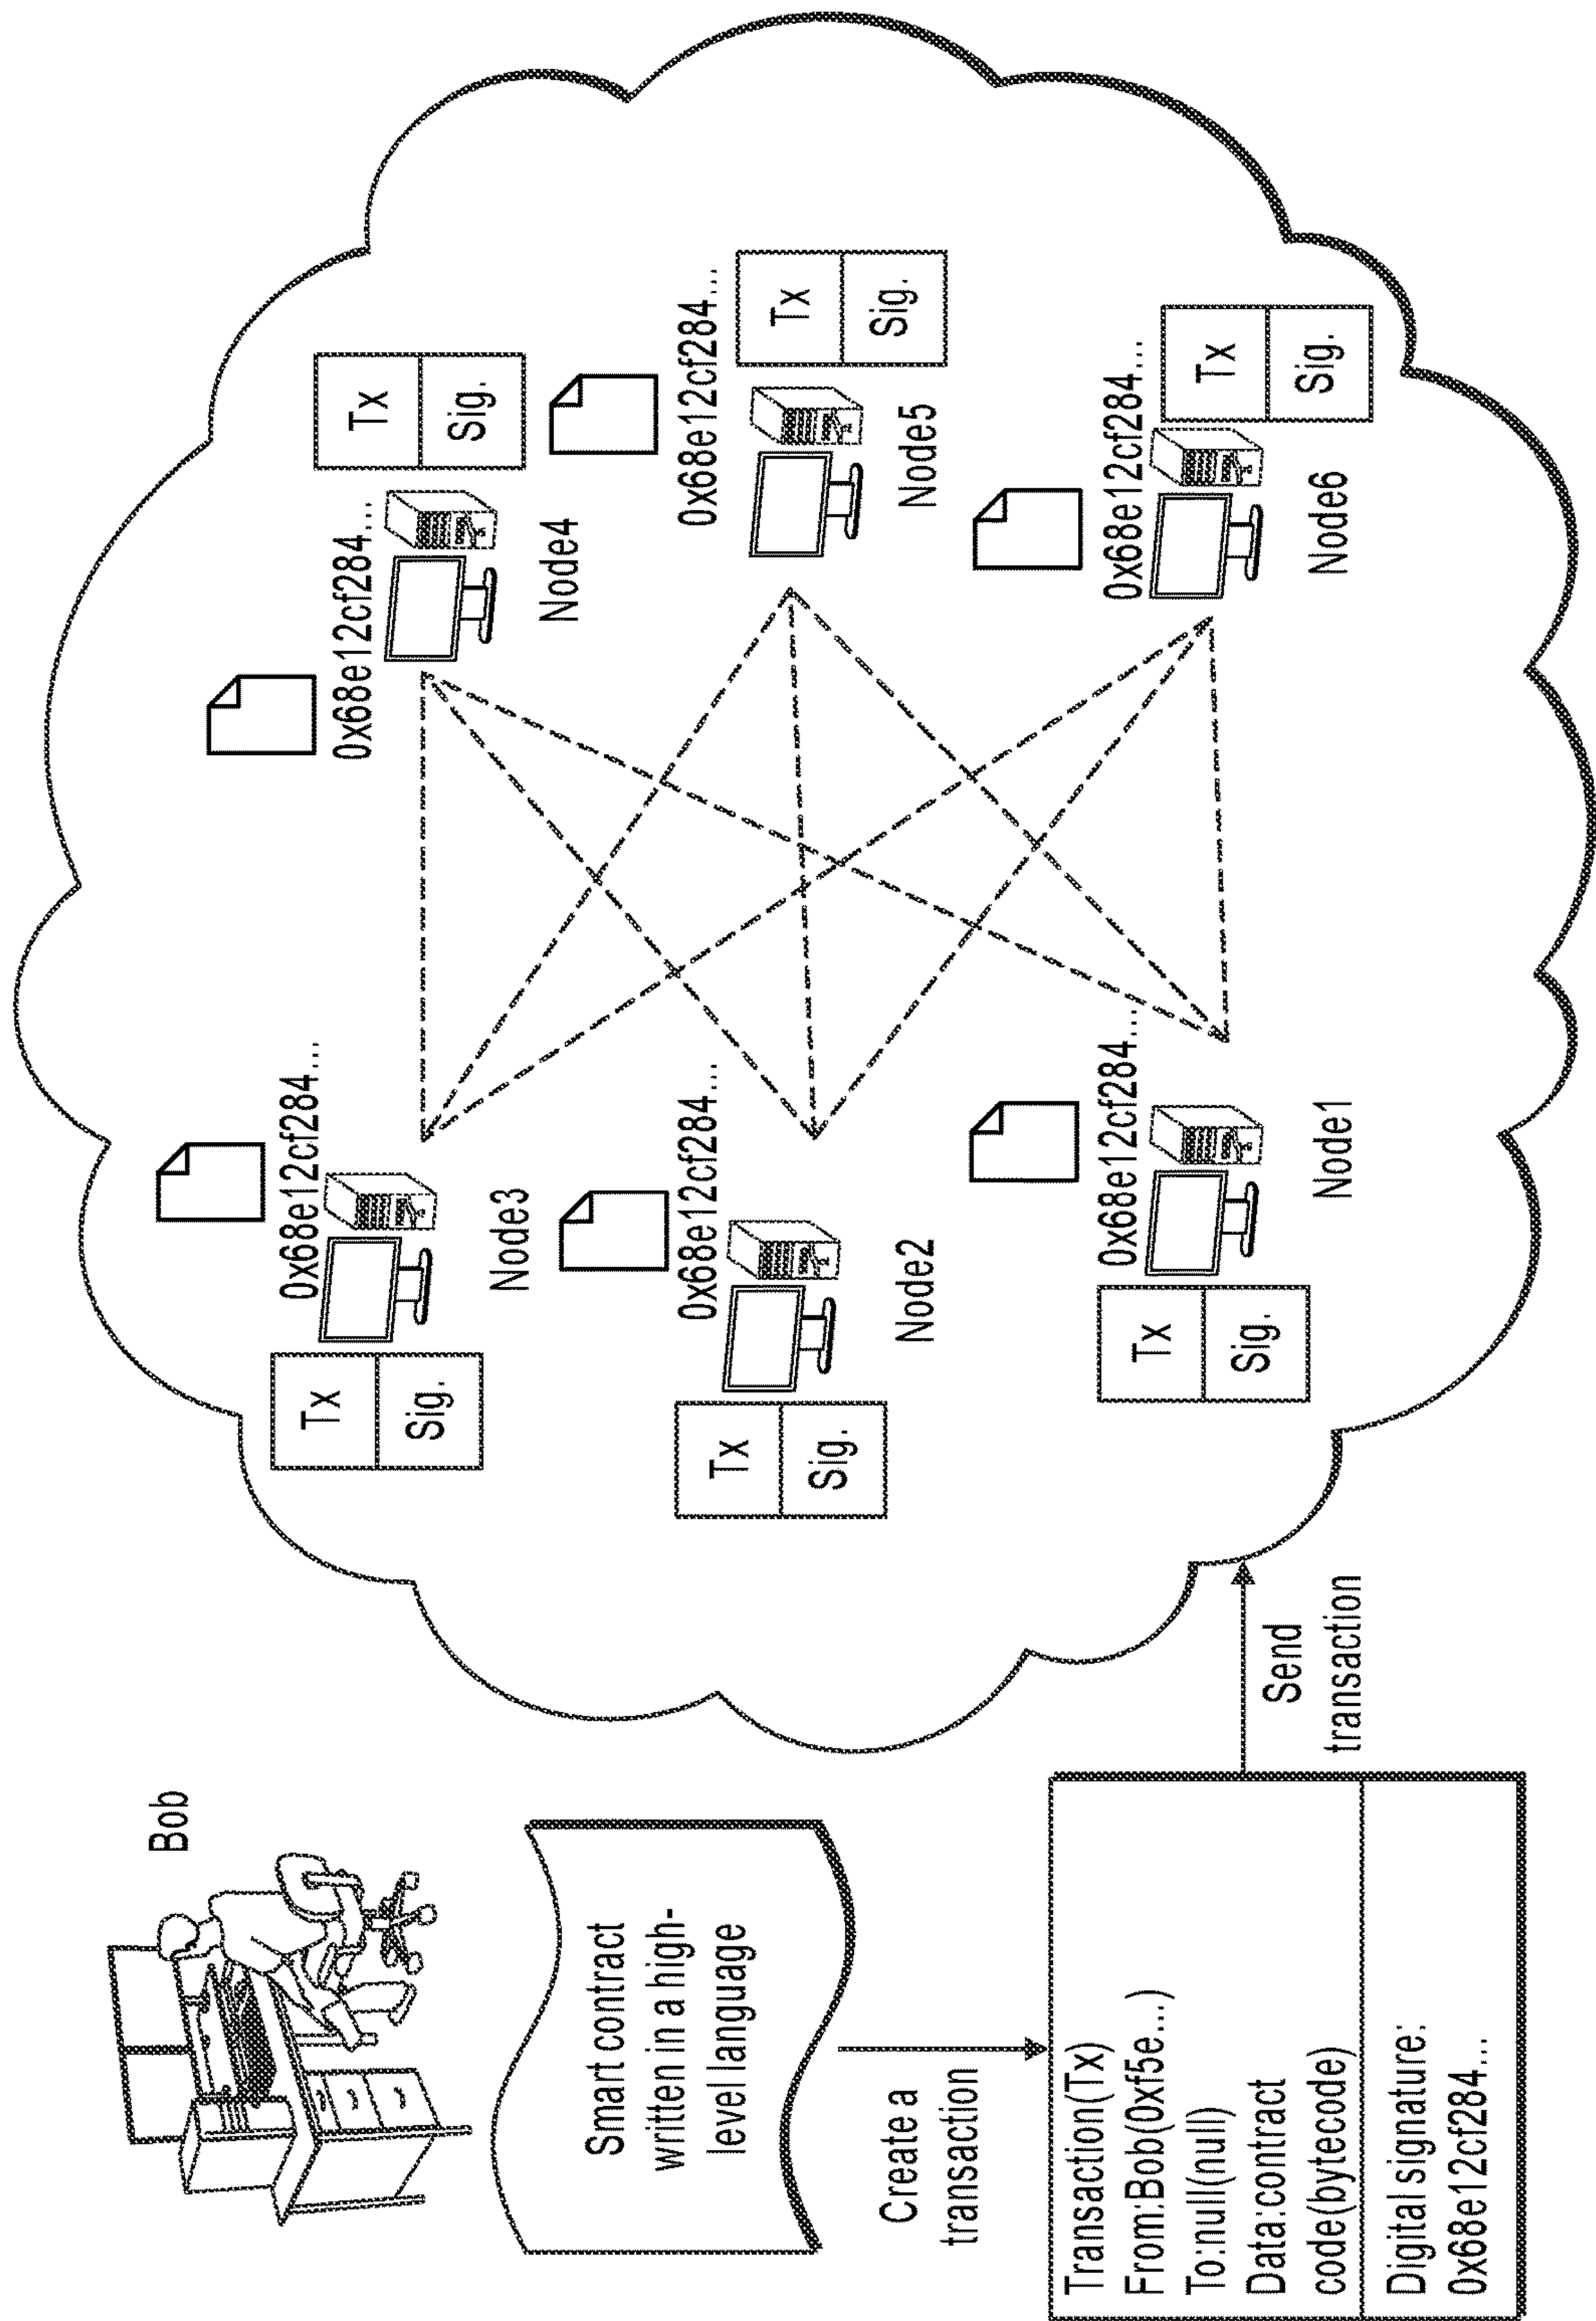 Bob
Smart contract
written in a high-
level language
Create a
transaction
Transaction(Tx)
From:Bob(0xf5e...)
To:null(null)
Data:contract
code(bytecode)
Digital signature:
0x68e12cf284...
Send
transaction
0x68e12cf284...
Tx
Sig.
Node3
0x68e12cf284...
Tx
Sig.
Node4
0x68e12cf284...
Tx
Sig.
Node2
0x68e12cf284...
Tx
Sig.
Node5
0x68e12cf284...
Tx
Sig.
Node1
0x68e12cf284...
Tx
Sig.
Node6